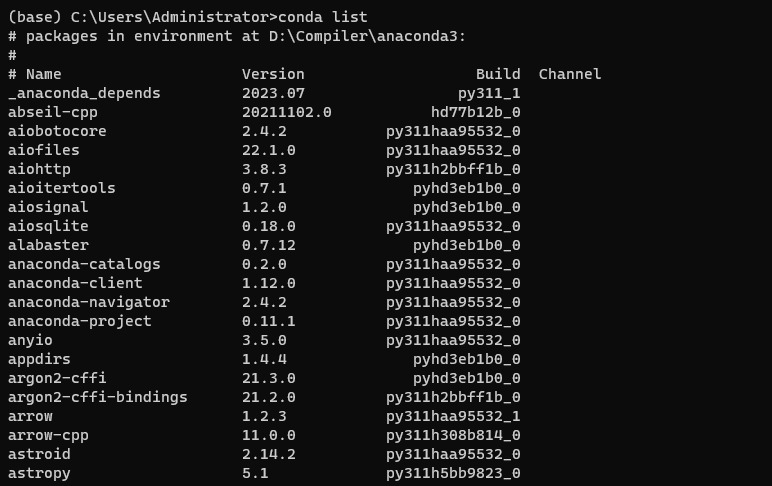 (base) C:\Users\Administrator>conda list
# packages in environment at D:\Compiler\anaconda3:
#
# Name                    Version                   Build  Channel
_anaconda_depends         2023.07                 py311_1
abseil-cpp                20211102.0           hd77b12b_0
aiobotocore               2.4.2           py311haa95532_0
aiofiles                  22.1.0          py311haa95532_0
aiohttp                   3.8.3           py311h2bbff1b_0
aioitertools              0.7.1              pyhd3eb1b0_0
aiosignal                 1.2.0              pyhd3eb1b0_0
aiosqlite                 0.18.0          py311haa95532_0
alabaster                 0.7.12             pyhd3eb1b0_0
anaconda-catalogs         0.2.0           py311haa95532_0
anaconda-client           1.12.0          py311haa95532_0
anaconda-navigator        2.4.2           py311haa95532_0
anaconda-project          0.11.1          py311haa95532_0
anyio                     3.5.0           py311haa95532_0
appdirs                   1.4.4              pyhd3eb1b0_0
argon2-cffi               21.3.0             pyhd3eb1b0_0
argon2-cffi-bindings      21.2.0          py311h2bbff1b_0
arrow                     1.2.3           py311haa95532_1
arrow-cpp                 11.0.0          py311h308b814_0
astroid                   2.14.2          py311haa95532_0
astropy                   5.1             py311h5bb9823_0